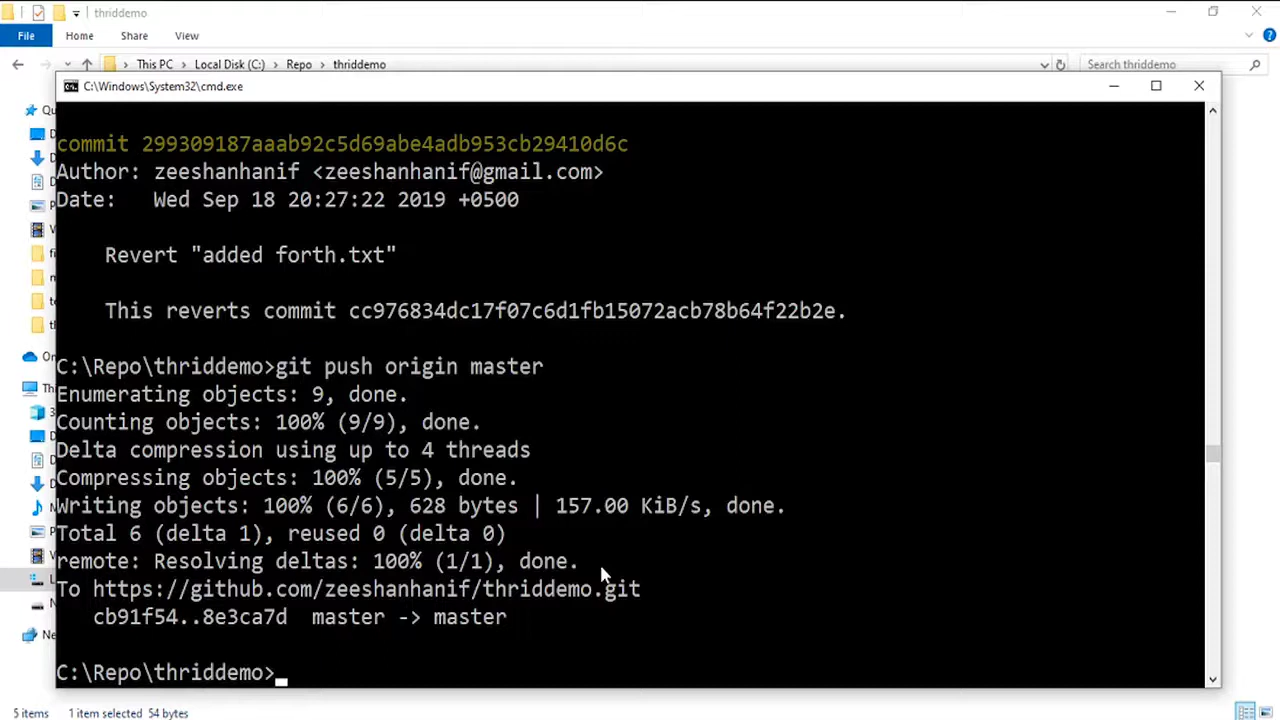 thriddemo
File
Home
Share
View
This PC
Local Disk (C:)
Repo
thriddemo
Search thriddemo
C:\Windows\System32\cmd.exe
commit 299309187aaab92c5d69abe4adb953cb29410d6c
Author: zeeshanhanif <zeeshanhanif@gmail.com>
Date:   Wed Sep 18 20:27:22 2019 +0500
Revert "added forth.txt"
This reverts commit cc976834dc17f07c6d1fb15072acb78b64f22b2e.
C:\Repo\thriddemo>git push origin master
Enumerating objects: 9, done.
Counting objects: 100% (9/9), done.
Delta compression using up to 4 threads
Compressing objects: 100% (5/5), done.
Writing objects: 100% (6/6), 628 bytes | 157.00 KiB/s, done.
Total 6 (delta 1), reused 0 (delta 0)
remote: Resolving deltas: 100% (1/1), done.
To https://github.com/zeeshanhanif/thriddemo.git
cb91f54..8e3ca7d  master -> master
C:\Repo\thriddemo>
5 items
1 item selected  54 bytes